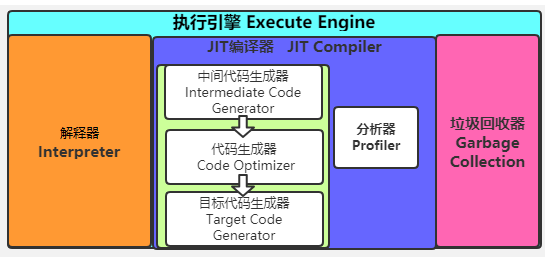 执行引擎 Execute Engine
解释器
Interpreter
JIT编译器 JIT Compiler
中间代码生成器
Intermediate Code
Generator
代码生成器
Code Optimizer
目标代码生成器
Target Code
Generator
分析器
Profiler
垃圾回收器
Garbage
Collection